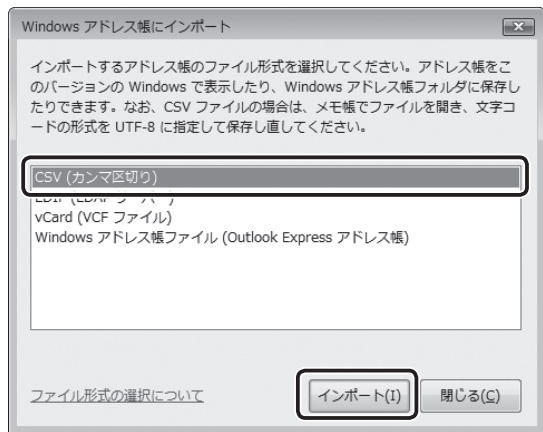 Windows アドレス帳にインポート
インポートするアドレス帳のファイル形式を選択してください。アドレス帳をこ
のバージョンの Windows で表示したり、Windows アドレス帳フォルダに保存し
たりできます。なお、CSV ファイルの場合は、メモ帳でファイルを開き、文字コ
ードの形式を UTF-8 に指定して保存し直してください。
CSV (カンマ区切り)
vCard (VCF ファイル)
Windows アドレス帳ファイル (Outlook Express アドレス帳)
ファイル形式の選択について
インポート(I)
閉じる(C)